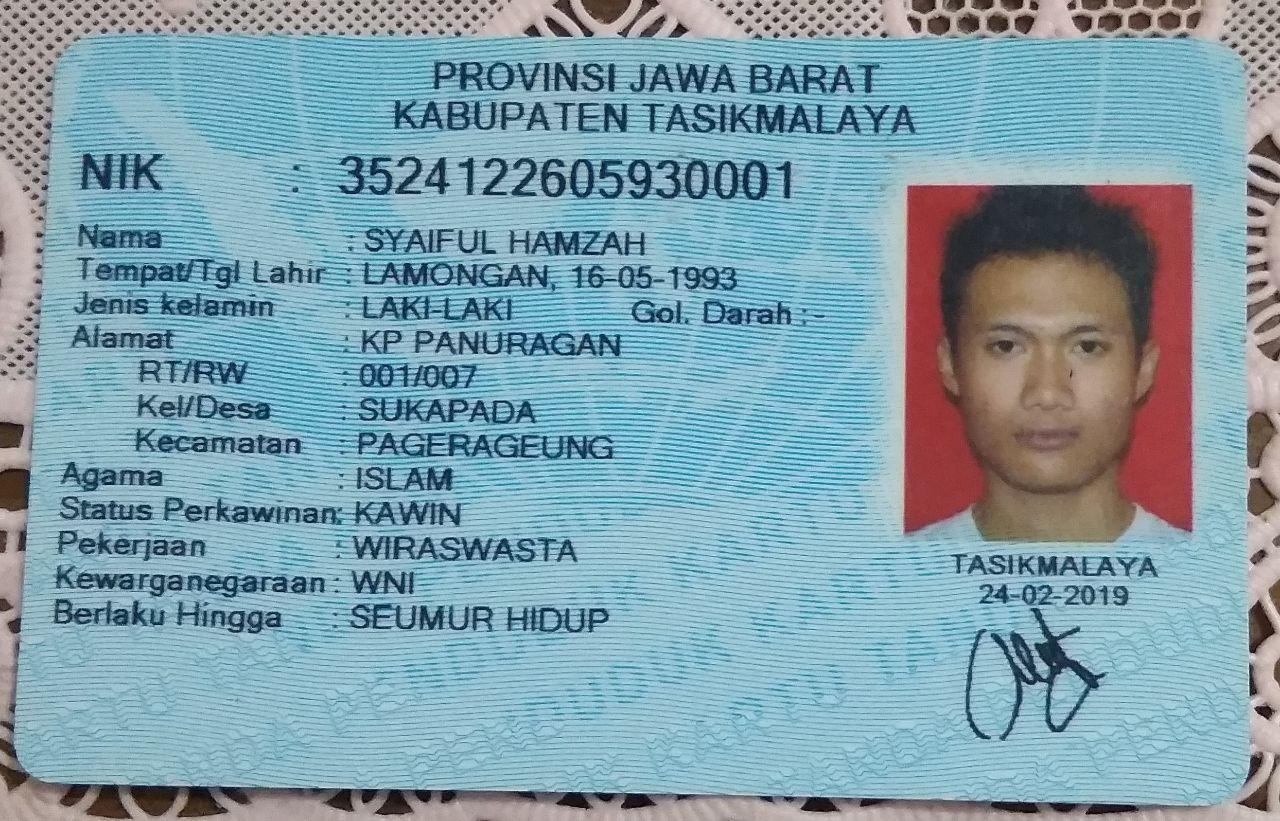 PROVINSI JAWA BARAT
KABUPATEN TASIKMALAYA
NIK : 3524122605930001
Nama : SYAIFUL HAMZAH
Tempat/Tgl Lahir : LAMONGAN, 16-05-1993
Jenis kelamin : LAKI-LAKI Gol. Darah :-
Alamat : KP PANURAGAN
RT/RW : 001/007
Kel/Desa : SUKAPADA
Kecamatan : PAGERAGEUNG
Agama : ISLAM
Status Perkawinan: KAWIN
Pekerjaan : WIRASWASTA
Kewarganegaraan : WNI
Berlaku Hingga : SEUMUR HIDUP
TASIKMALAYA
24-02-2019